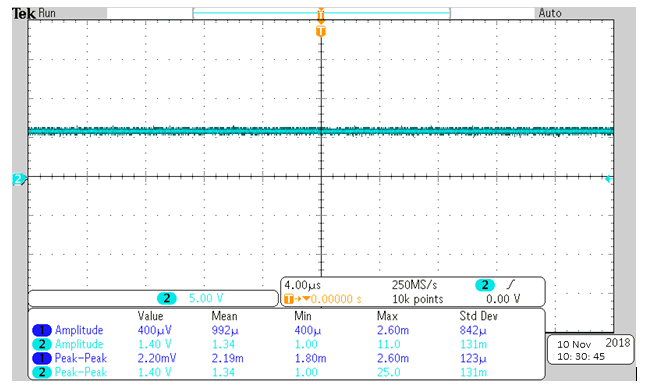 Tek Run Auto
T
T
2
4.00µs 250MS/s 2 ∫
2 5.00 V T→▼0.00000 s 10k points 0.00 V
Value Mean Min Max Std Dev
1 Amplitude 400µV 992µ 400µ 2.60m 842µ
2 Amplitude 1.40 V 1.34 1.00 11.0 131m
1 Peak-Peak 2.20mV 2.19m 1.80m 2.60m 123µ
2 Peak-Peak 1.40 V 1.34 1.00 25.0 131m
10 Nov 2018
10: 30: 45